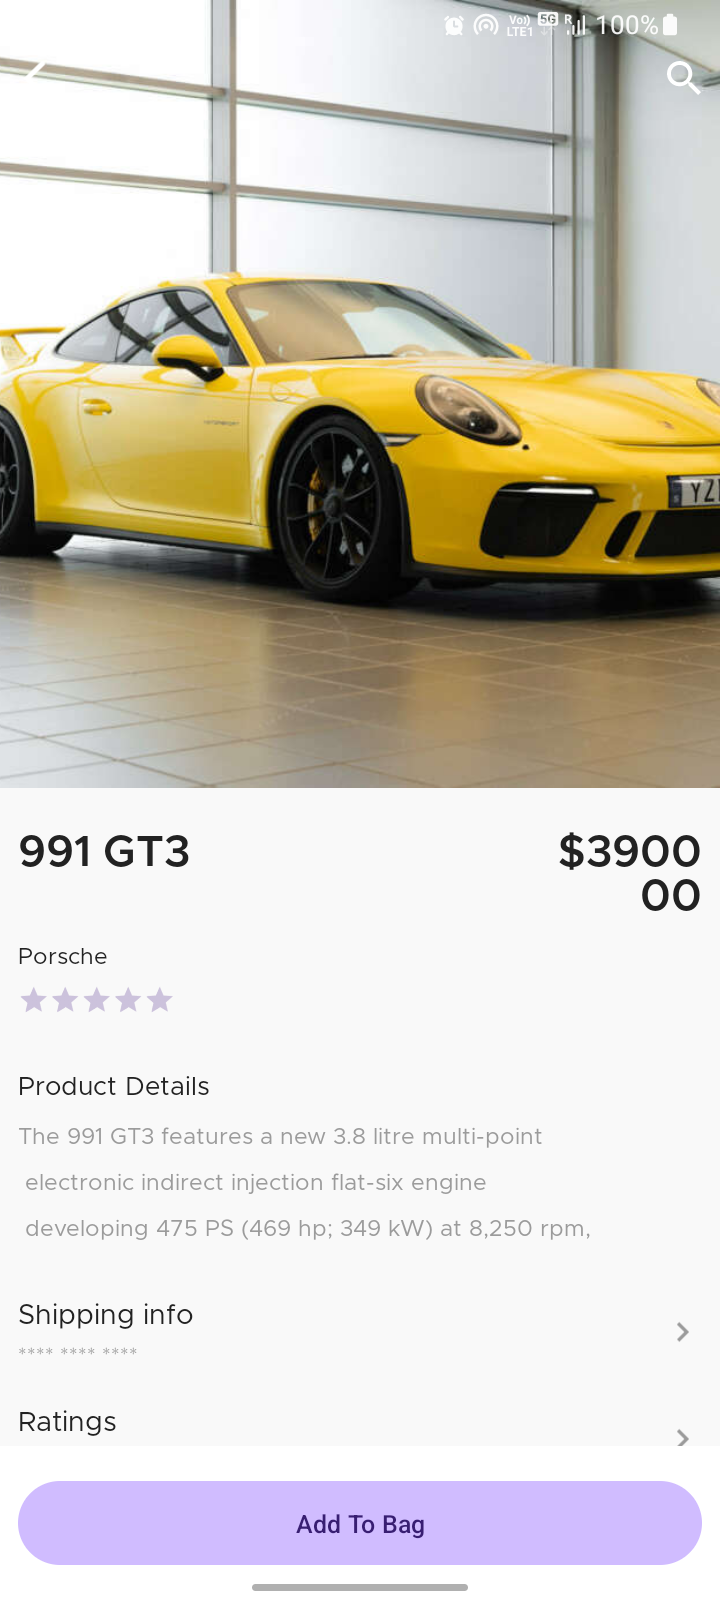 Vo)) LTE1 5G R 100%
YZ
991 GT3
$3900
00
Porsche
Product Details
The 991 GT3 features a new 3.8 litre multi-point
electronic indirect injection flat-six engine
developing 475 PS (469 hp; 349 kW) at 8,250 rpm,
Shipping info
**** **** ****
Ratings
Add To Bag